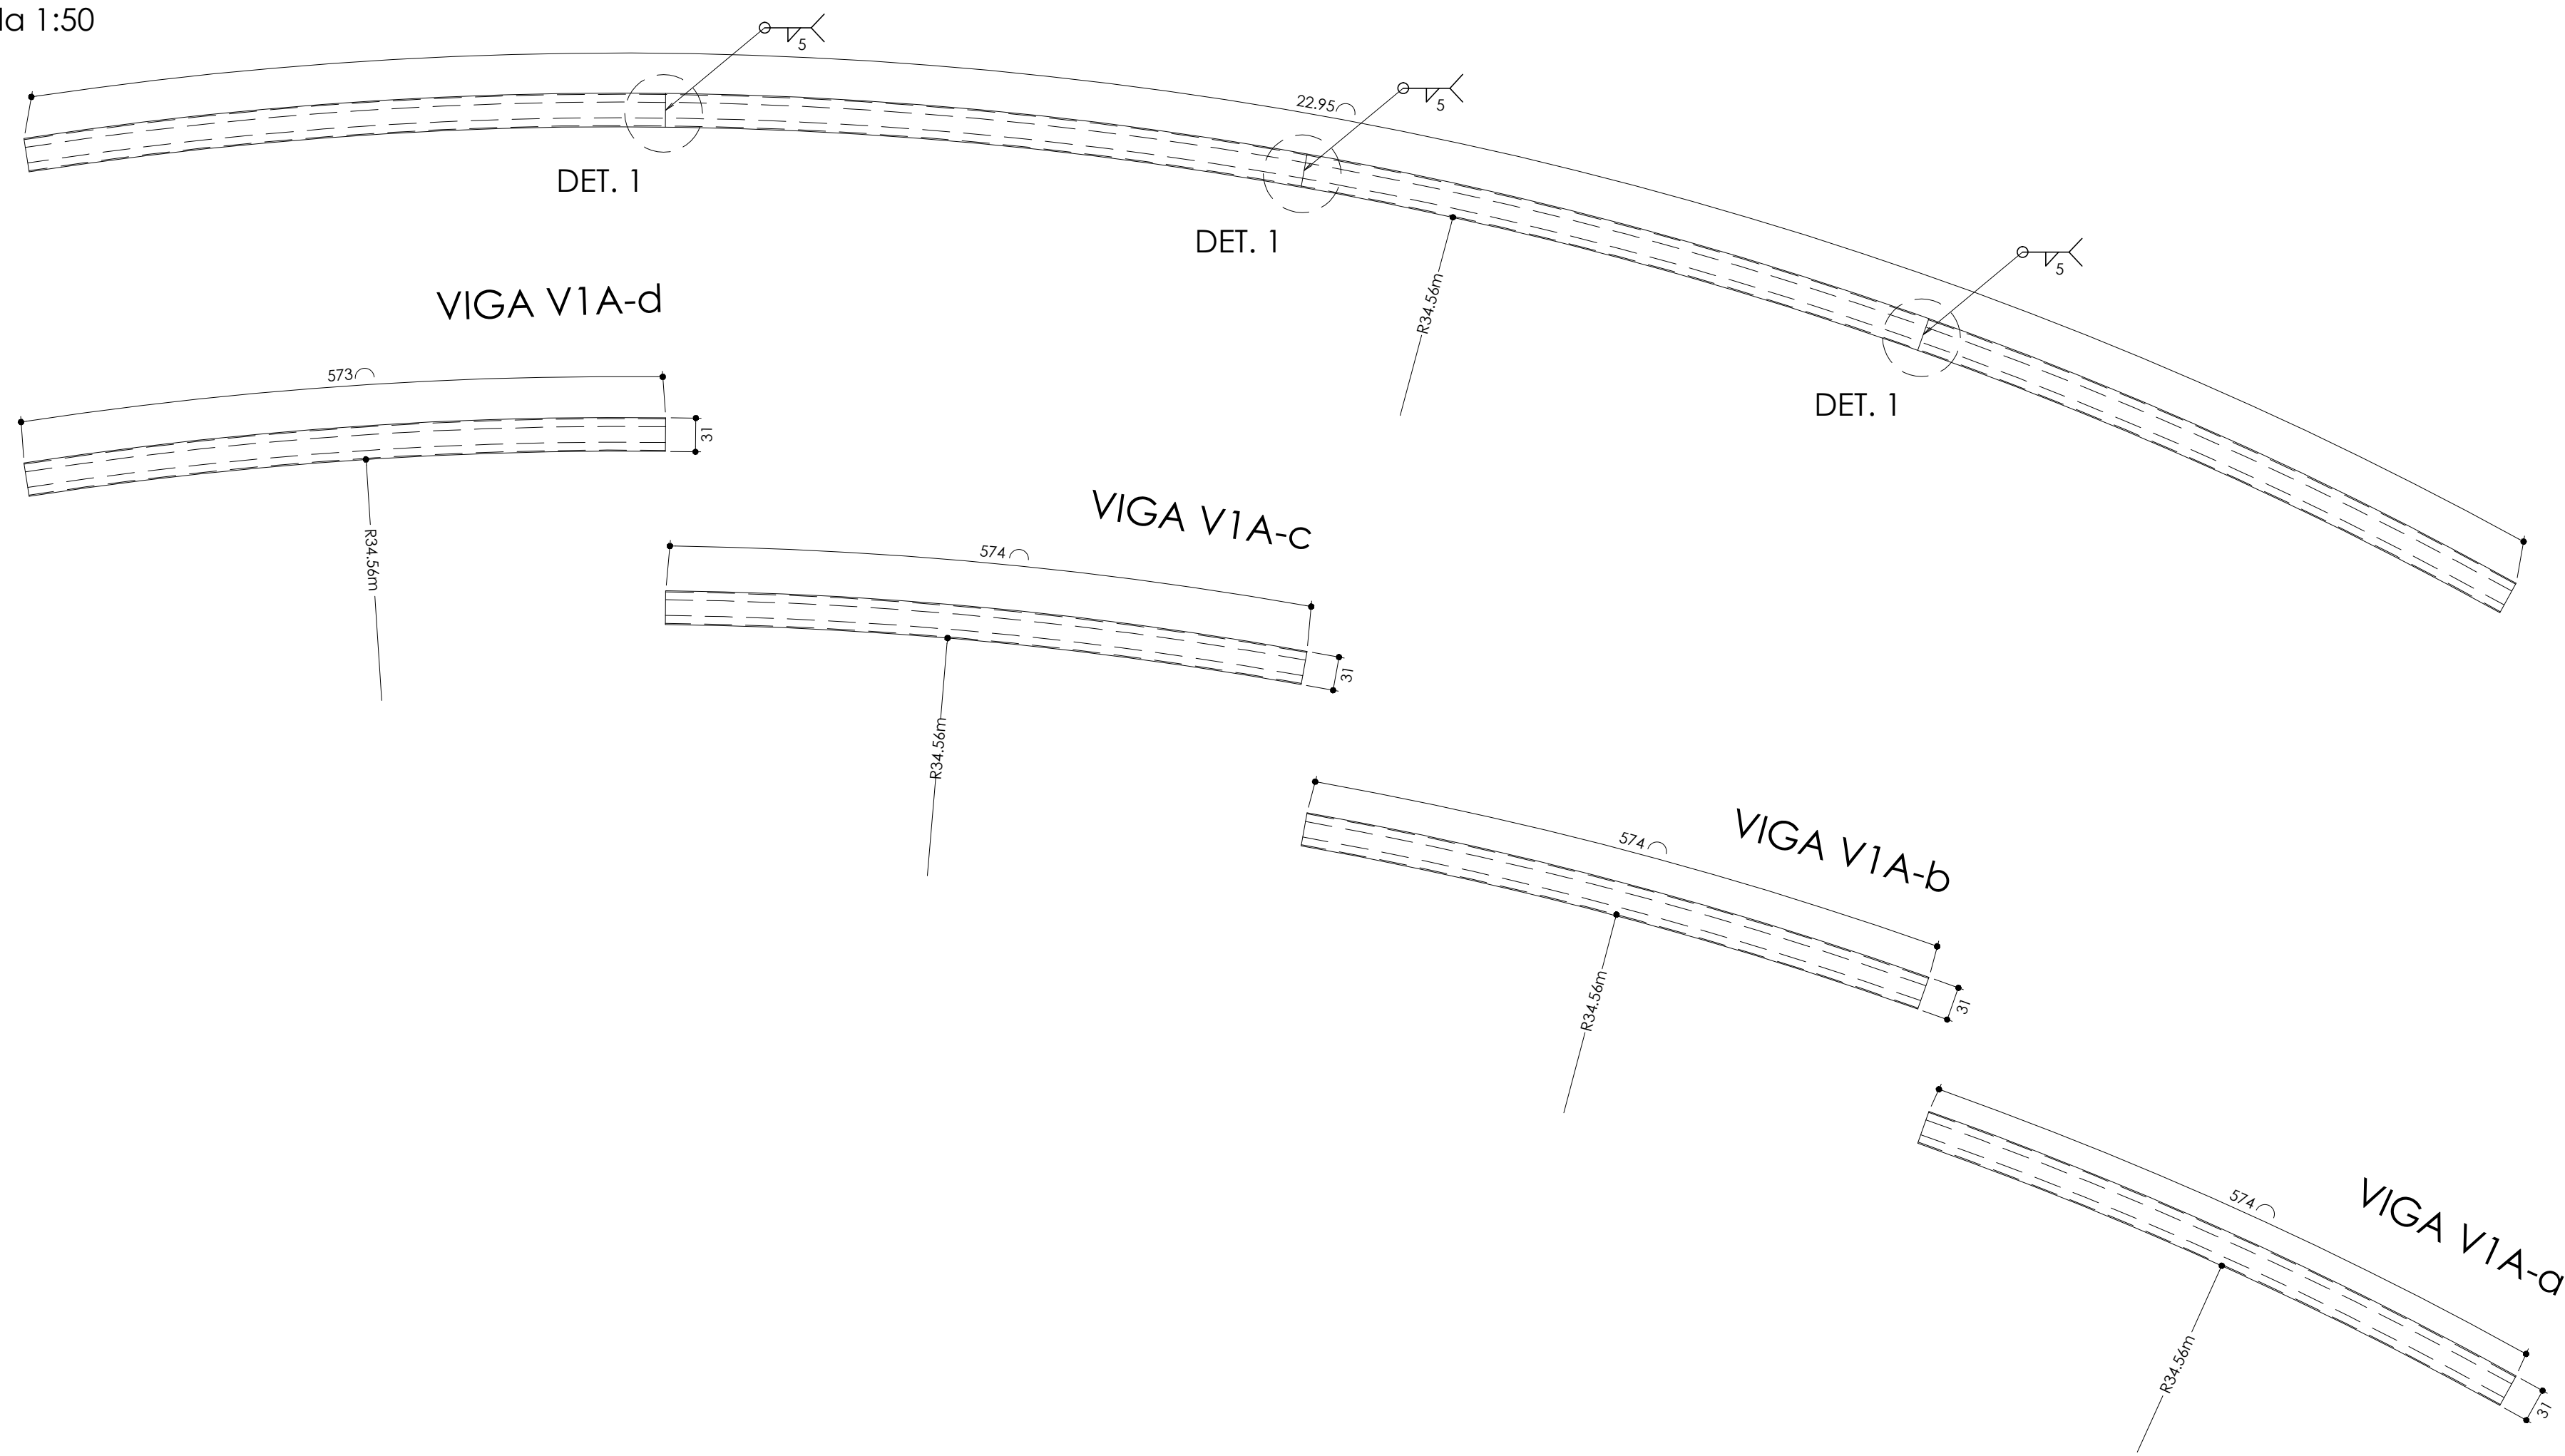 la 1:50
5
5
22.95
DET. 1
DET. 1
5
R34.56m
DET. 1
VIGA V1A-d
573
31
R34.56m
VIGA V1A-c
574
31
R34.56m
VIGA V1A-b
574
31
R34.56m
VIGA V1A-a
574
31
R34.56m